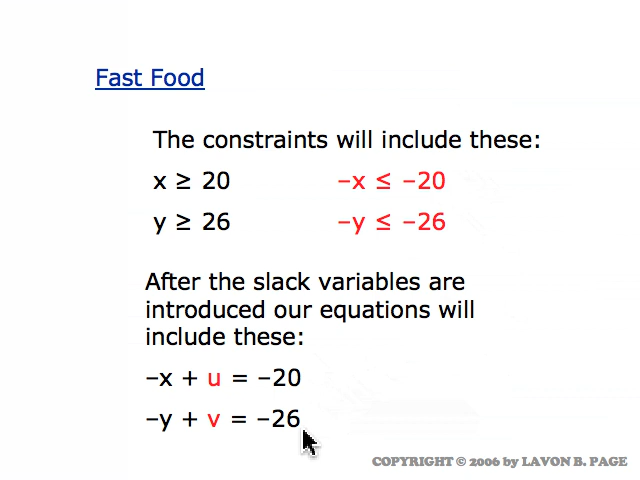 Fast Food
The constraints will include these:
x ≥ 20 –x ≤ –20
y ≥ 26 –y ≤ –26
After the slack variables are
introduced our equations will
include these:
–x + u = –20
–y + v = –26
COPYRIGHT © 2006 by LAVON B. PAGE